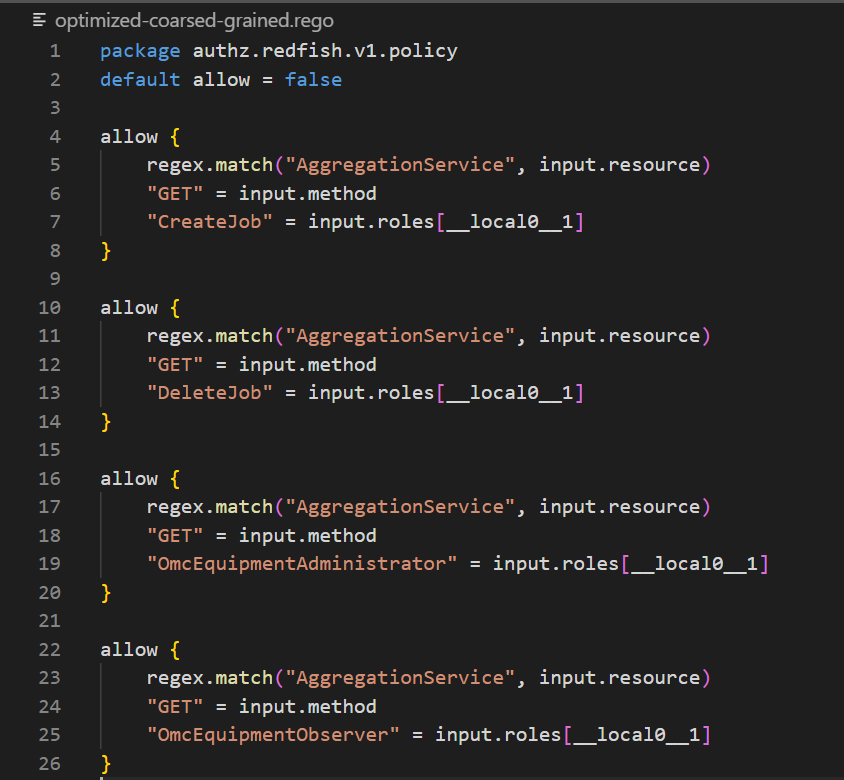 optimized-coarsed-grained.rego
1 package authz.redfish.v1.policy
2 default allow = false
3
4 allow {
5 regex.match("AggregationService", input.resource)
6 "GET" = input.method
7 "CreateJob" = input.roles[__local0__1]
8 }
9
10 allow {
11 regex.match("AggregationService", input.resource)
12 "GET" = input.method
13 "DeleteJob" = input.roles[__local0__1]
14 }
15
16 allow {
17 regex.match("AggregationService", input.resource)
18 "GET" = input.method
19 "OmcEquipmentAdministrator" = input.roles[__local0__1]
20 }
21
22 allow {
23 regex.match("AggregationService", input.resource)
24 "GET" = input.method
25 "OmcEquipmentObserver" = input.roles[__local0__1]
26 }